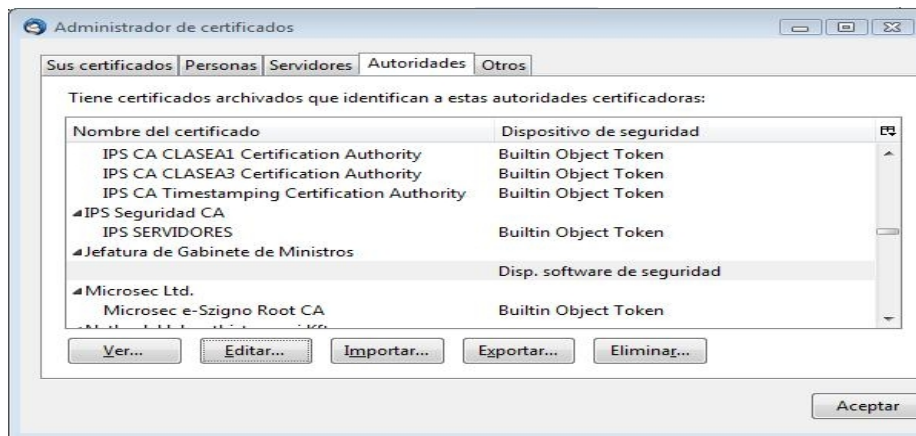 Administrador de certificados
Sus certificados Personas Servidores Autoridades Otros
Tiene certificados archivados que identifican a estas autoridades certificadoras:
Nombre del certificado Dispositivo de seguridad
IPS CA CLASEA1 Certification Authority Builtin Object Token
IPS CA CLASEA3 Certification Authority Builtin Object Token
IPS CA Timestamping Certification Authority Builtin Object Token
IPS Seguridad CA
IPS SERVIDORES Builtin Object Token
Jefatura de Gabinete de Ministros
Disp. software de seguridad
Microsec Ltd.
Microsec e-Szigno Root CA Builtin Object Token
Ver... Editar... Importar... Exportar... Eliminar...
Aceptar